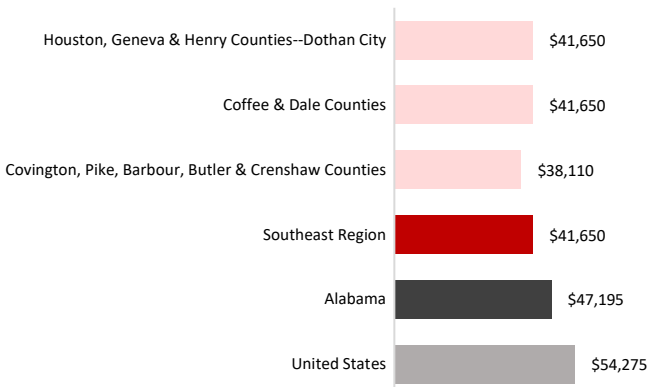 Houston, Geneva & Henry Counties--Dothan City $41,650
Coffee & Dale Counties $41,650
Covington, Pike, Barbour, Butler & Crenshaw Counties $38,110
Southeast Region $41,650
Alabama $47,195
United States $54,275